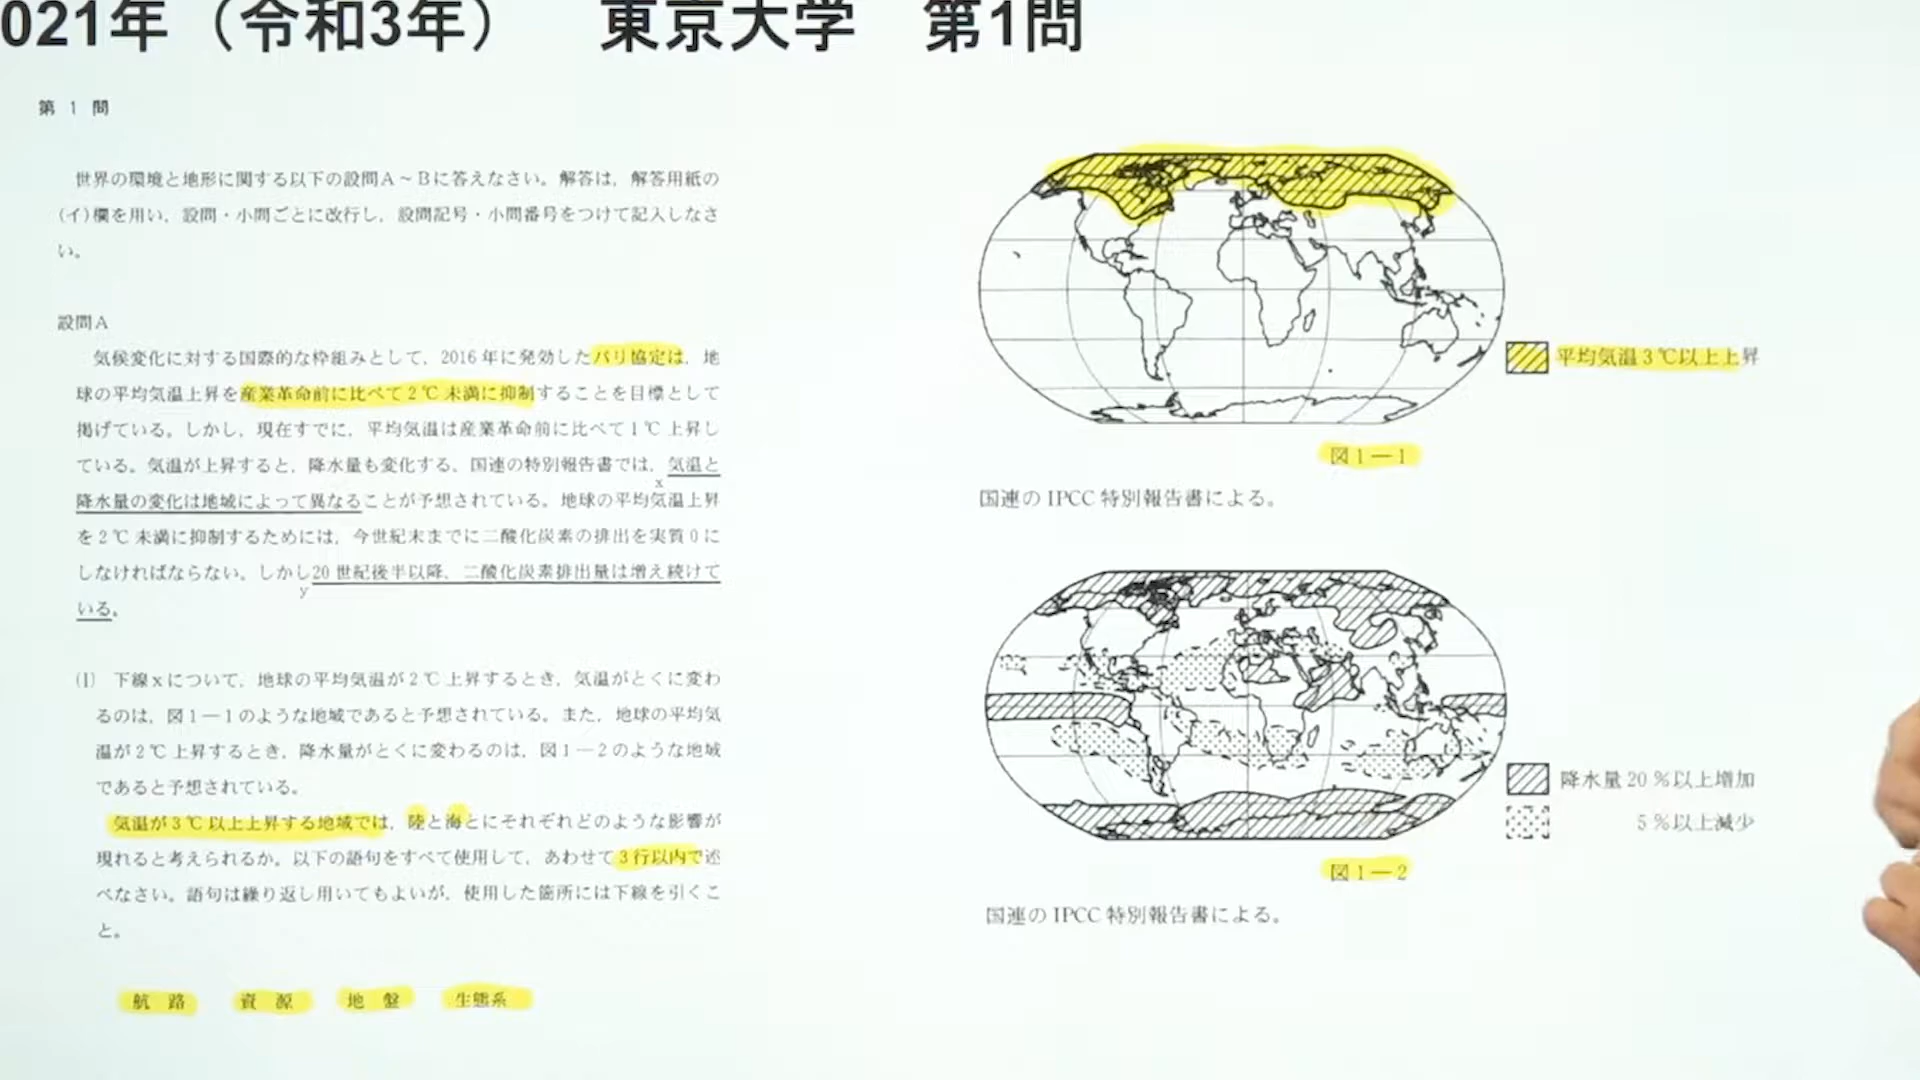 021年（令和3年）　東京大学　第1問
第 1 問
世界の環境と地形に関する以下の設問A～Bに答えなさい。解答は，解答用紙の
(イ)欄を用い，設問・小問ごとに改行し，設問記号・小問番号をつけて記入しなさ
い。
設問A
気候変化に対する国際的な枠組みとして，2016年に発効したパリ協定は，地
球の平均気温上昇を産業革命前に比べて2℃未満に抑制することを目標として
掲げている。しかし，現在すでに，平均気温は産業革命前に比べて1℃上昇し
ている。気温が上昇すると，降水量も変化する。国連の特別報告書では，気温と
x
降水量の変化は地域によって異なることが予想されている。地球の平均気温上昇
を2℃未満に抑制するためには，今世紀末までに二酸化炭素の排出を実質0に
しなければならない。しかし20世紀後半以降，二酸化炭素排出量は増え続けて
y
いる。
(1)　下線xについて，地球の平均気温が2℃上昇するとき，気温がとくに変わ
るのは，図1－1のような地域であると予想されている。また，地球の平均気
温が2℃上昇するとき，降水量がとくに変わるのは，図1－2のような地域
であると予想されている。
気温が3℃以上上昇する地域では，陸と海とにそれぞれどのような影響が
現れると考えられるか。以下の語句をすべて使用して，あわせて3行以内で述
べなさい。語句は繰り返し用いてもよいが，使用した箇所には下線を引くこ
と。
航　路　　資　源　　地　盤　　生態系
平均気温3℃以上上昇
図1－1
国連のIPCC特別報告書による。
降水量20％以上増加
5％以上減少
図1－2
国連のIPCC特別報告書による。